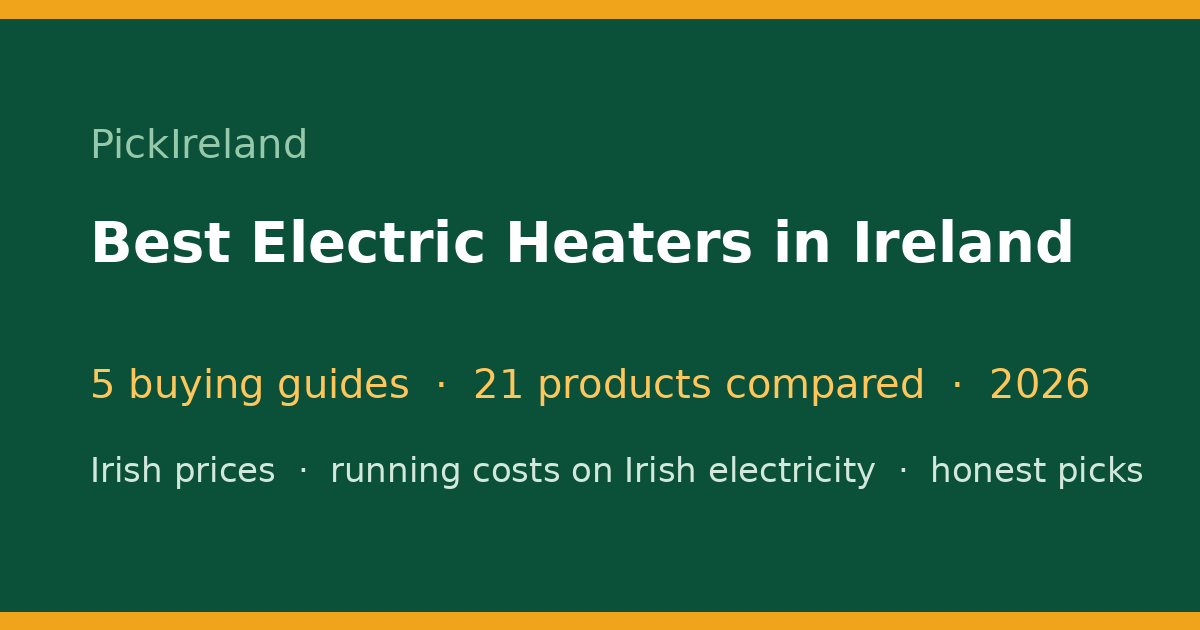 PickIreland
Best Electric Heaters in Ireland
5 buying guides · 21 products compared · 2026
Irish prices · running costs on Irish electricity · honest picks